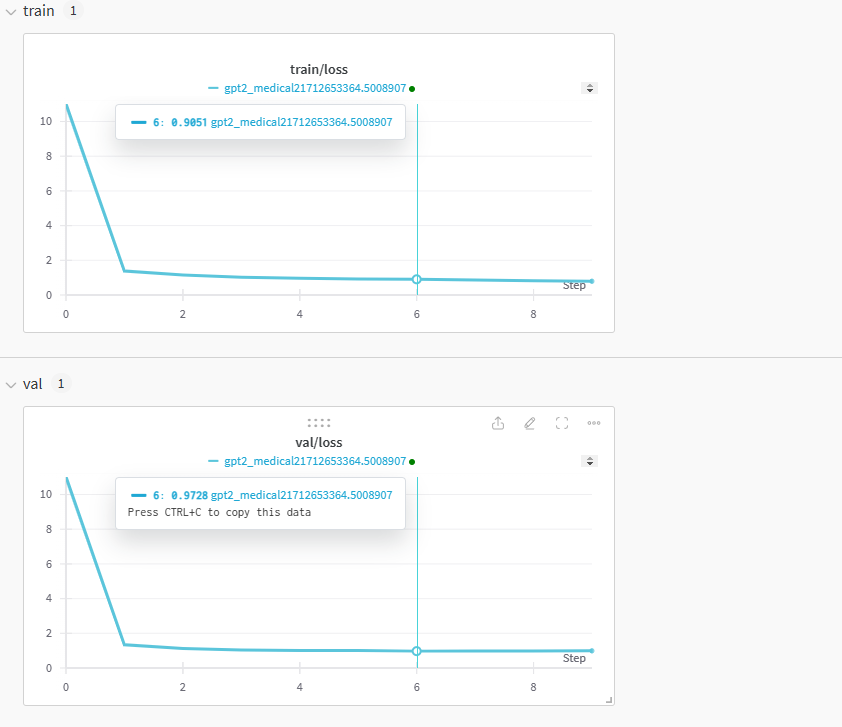 train 1
train/loss
gpt2_medical21712653364.5008907
6: 0.9051 gpt2_medical21712653364.5008907
10
8
6
4
2
0
Step
0 2 4 6 8
val 1
val/loss
gpt2_medical21712653364.5008907
6: 0.9728 gpt2_medical21712653364.5008907
Press CTRL+C to copy this data
10
8
6
4
2
0
Step
0 2 4 6 8